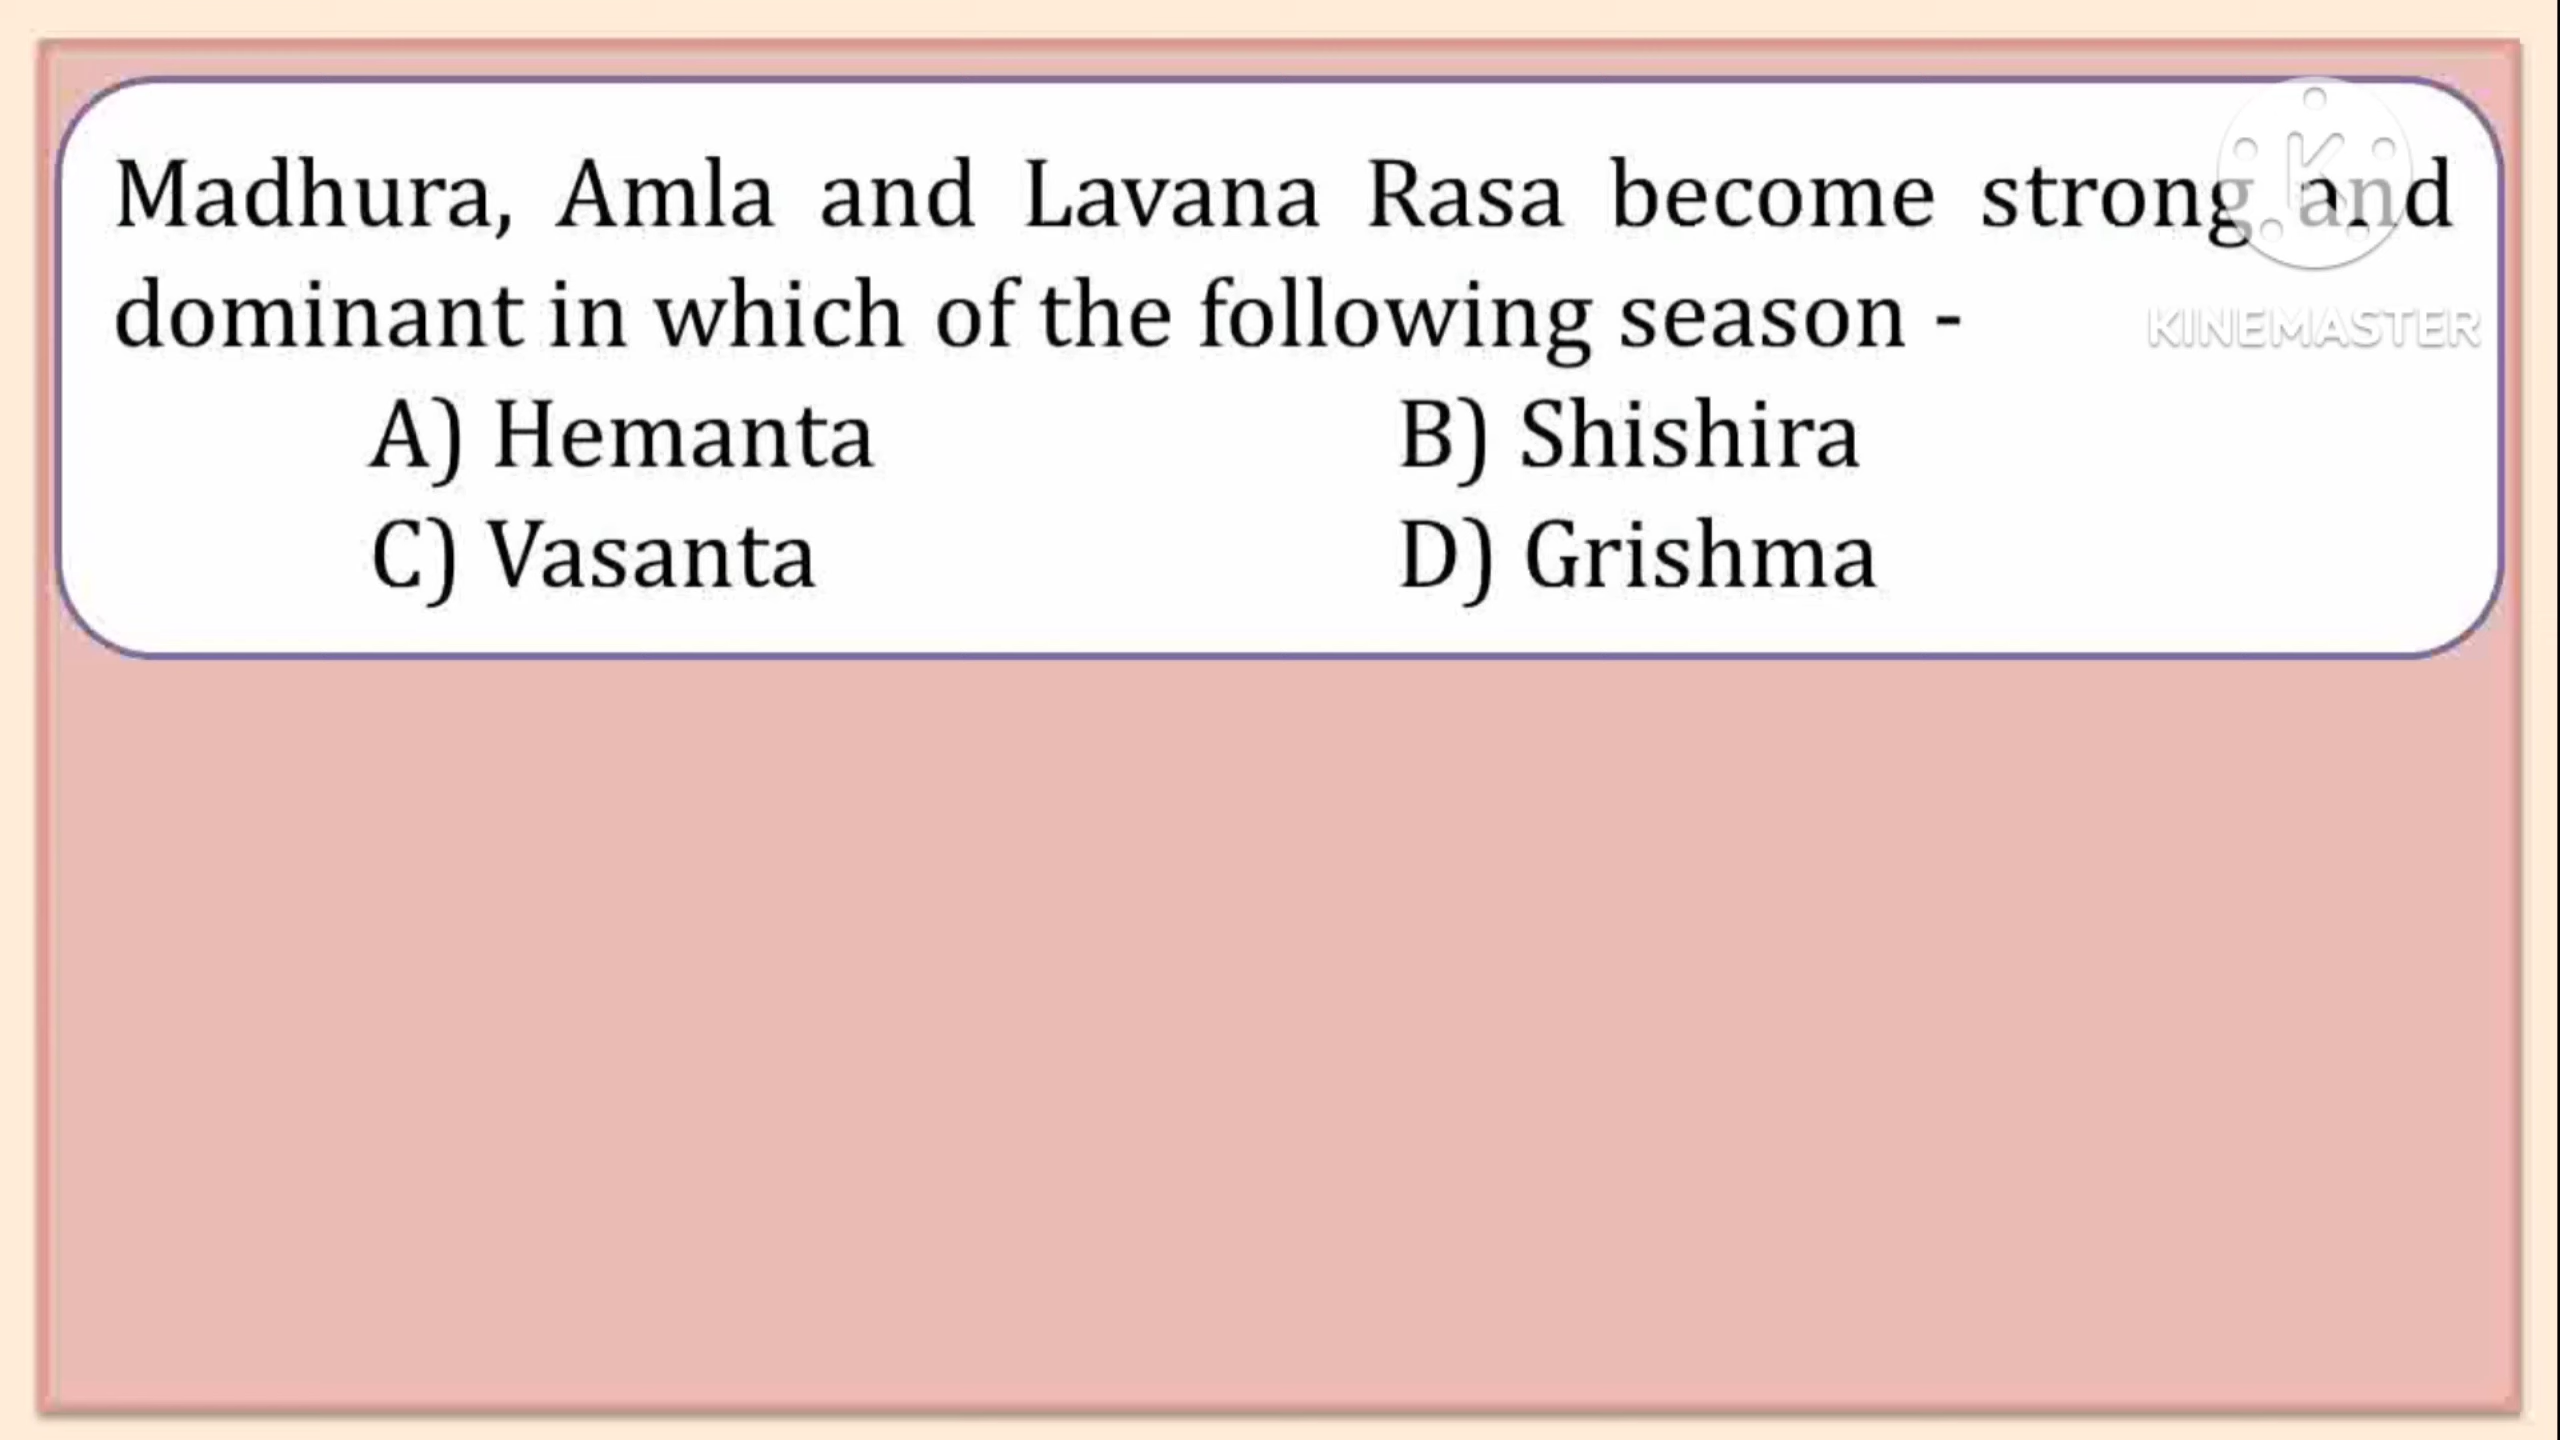 Madhura, Amla and Lavana Rasa become strong and
dominant in which of the following season -
KINEMASTER
A) Hemanta B) Shishira
C) Vasanta D) Grishma